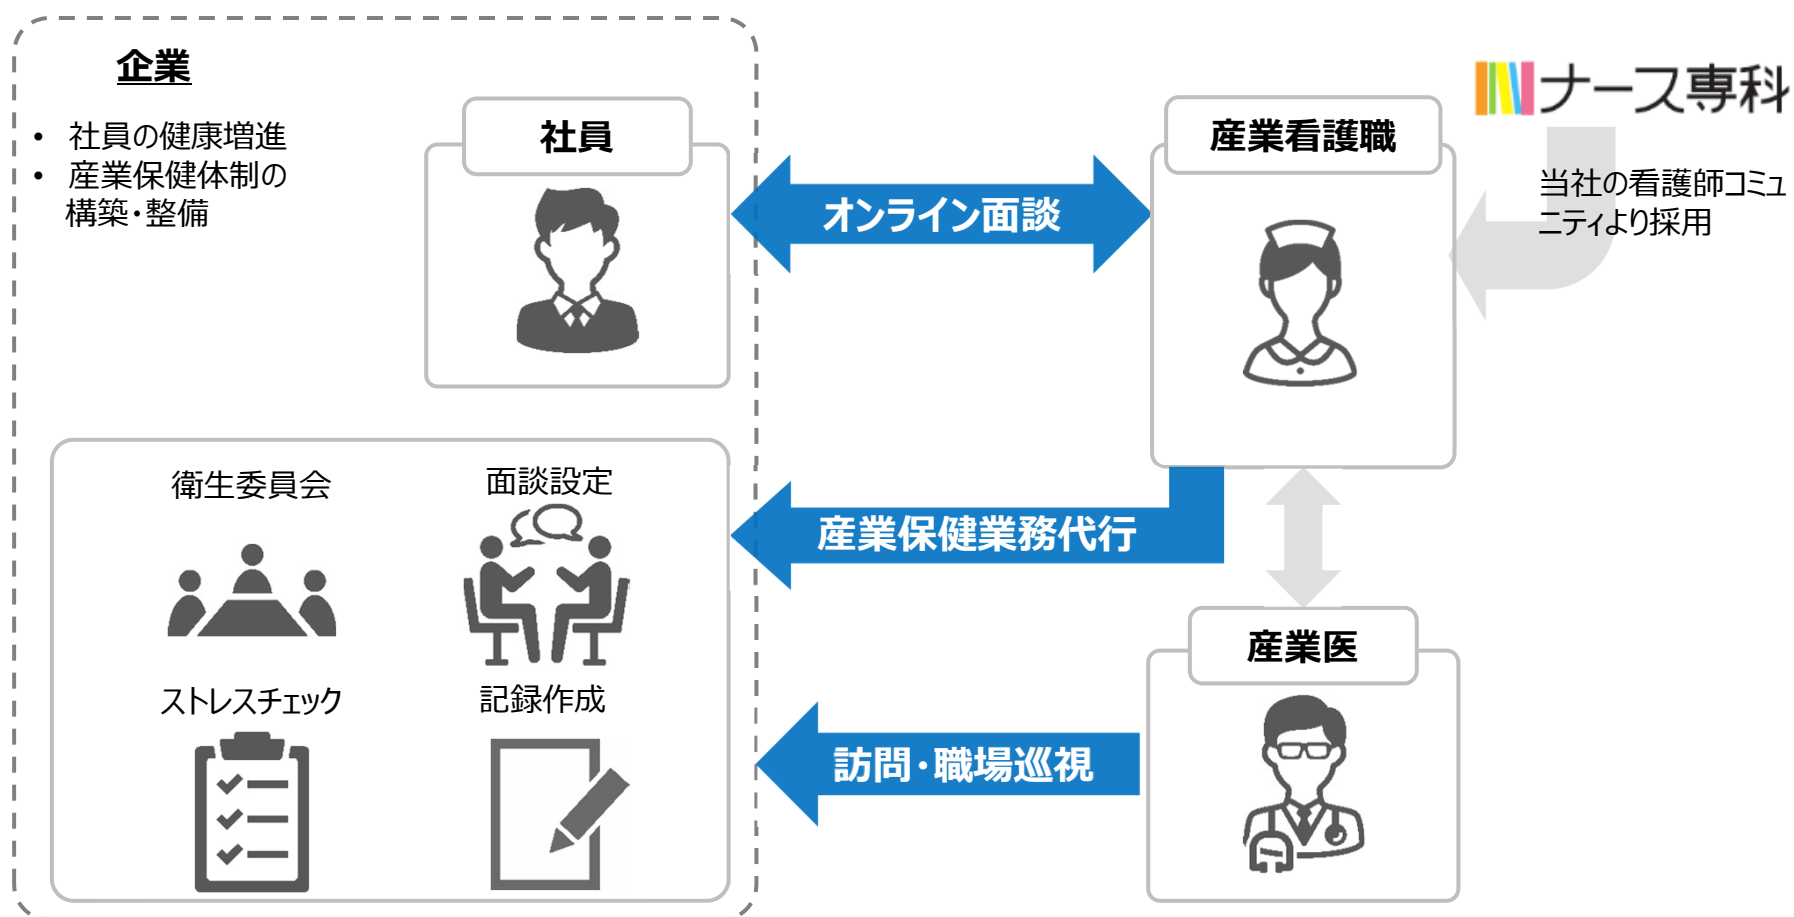 企業
• 社員の健康増進
• 産業保健体制の
構築・整備
社員
オンライン面談
産業看護職
ナース専科
当社の看護師コミュ
ニティより採用
衛生委員会
面談設定
産業保健業務代行
ストレスチェック
記録作成
訪問・職場巡視
産業医